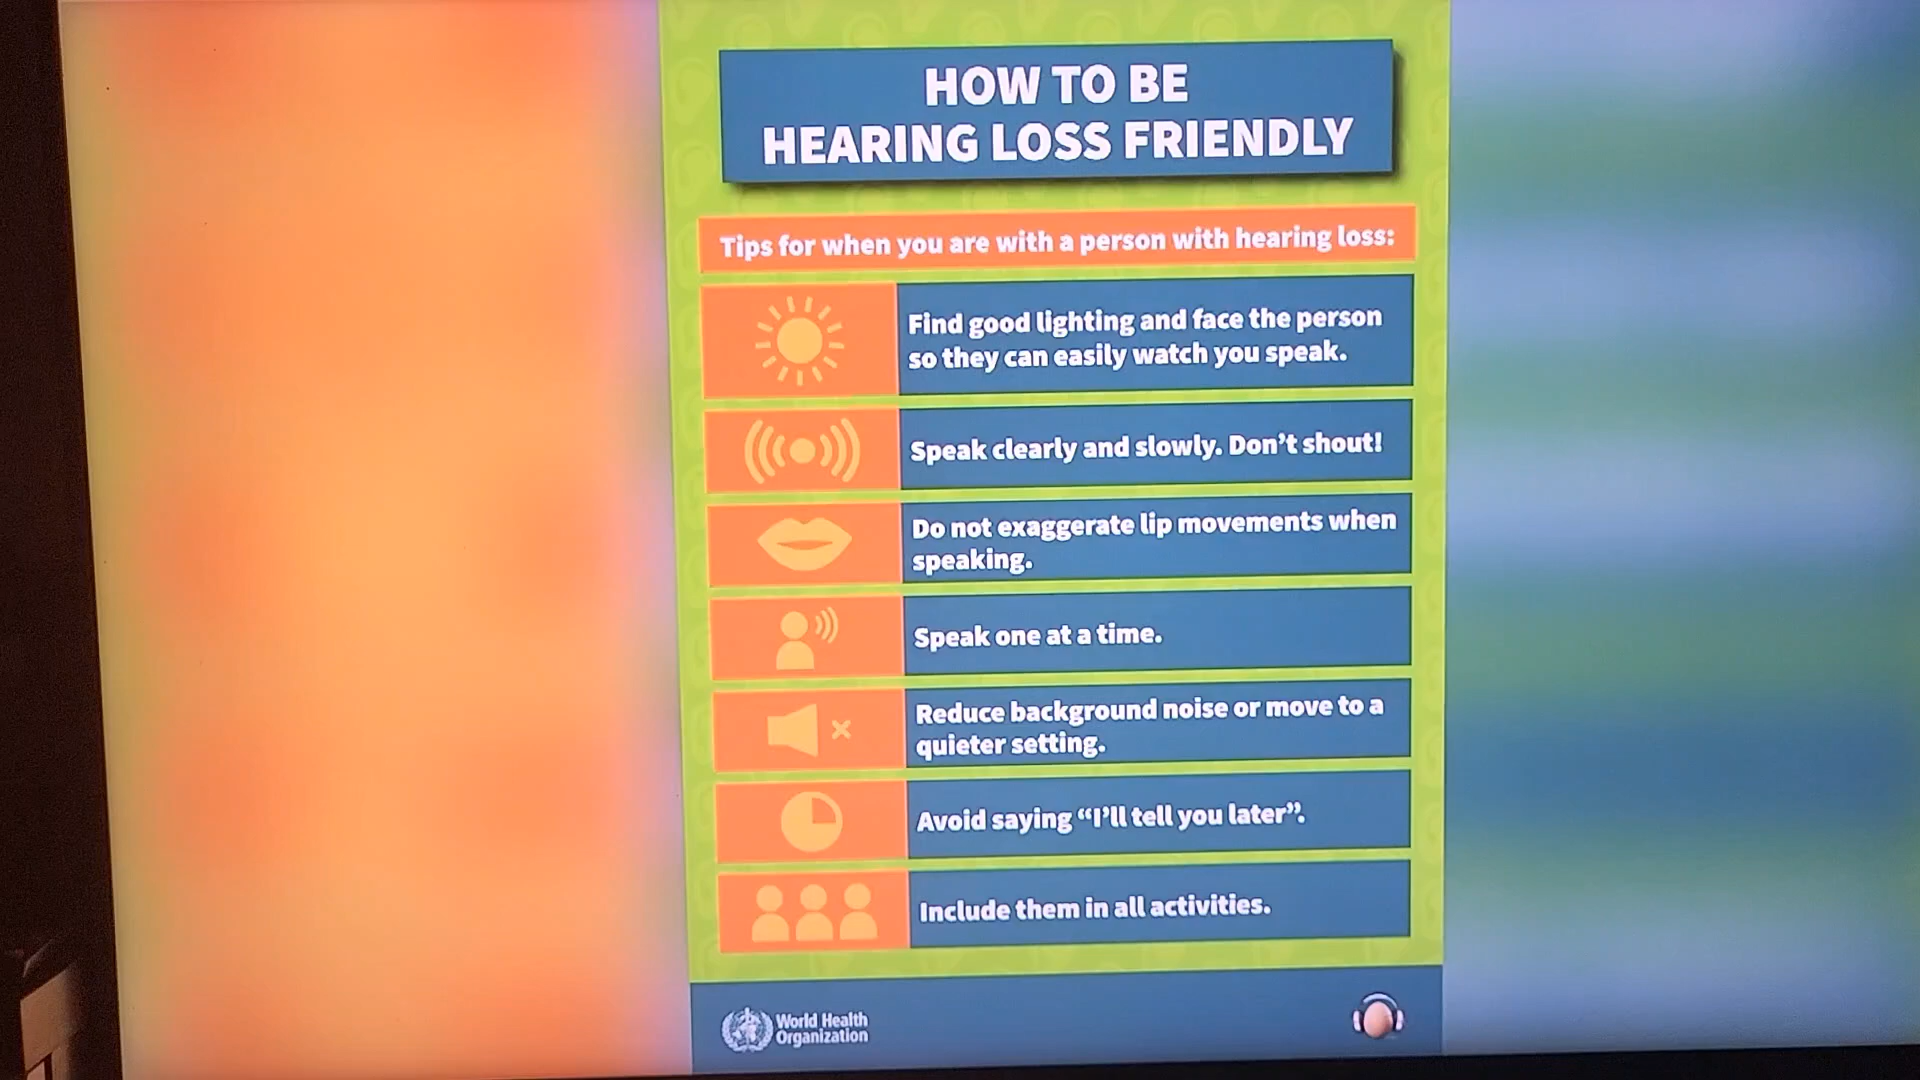 HOW TO BE
HEARING LOSS FRIENDLY
Tips for when you are with a person with hearing loss:
Find good lighting and face the person
so they can easily watch you speak.
Speak clearly and slowly. Don't shout!
Do not exaggerate lip movements when
speaking.
Speak one at a time.
Reduce background noise or move to a
quieter setting.
Avoid saying “I'll tell you later”.
Include them in all activities.
World Health
Organization